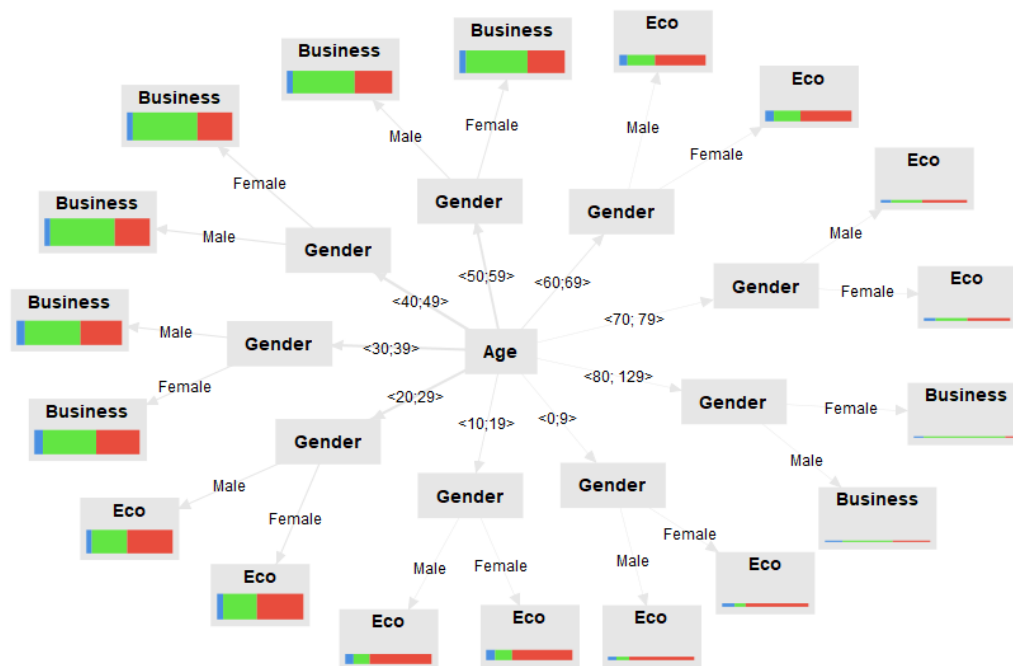 Eco
Business
Business
Eco
Business
Male
Female
Male
Female
Eco
Female
Gender
Gender
Business
Male
Gender
Male
Gender
Eco
<50;59>
<60;69>
Female
<40;49>
<70; 79>
Business
Male
Gender
<30;39>
Age
<80; 129>
Female
Gender
Female
Business
Business
<20;29>
<10;19>
<0;9>
Gender
Male
Male
Gender
Gender
Business
Eco
Female
Female
Male
Female
Male
Eco
Eco
Eco
Eco
Eco